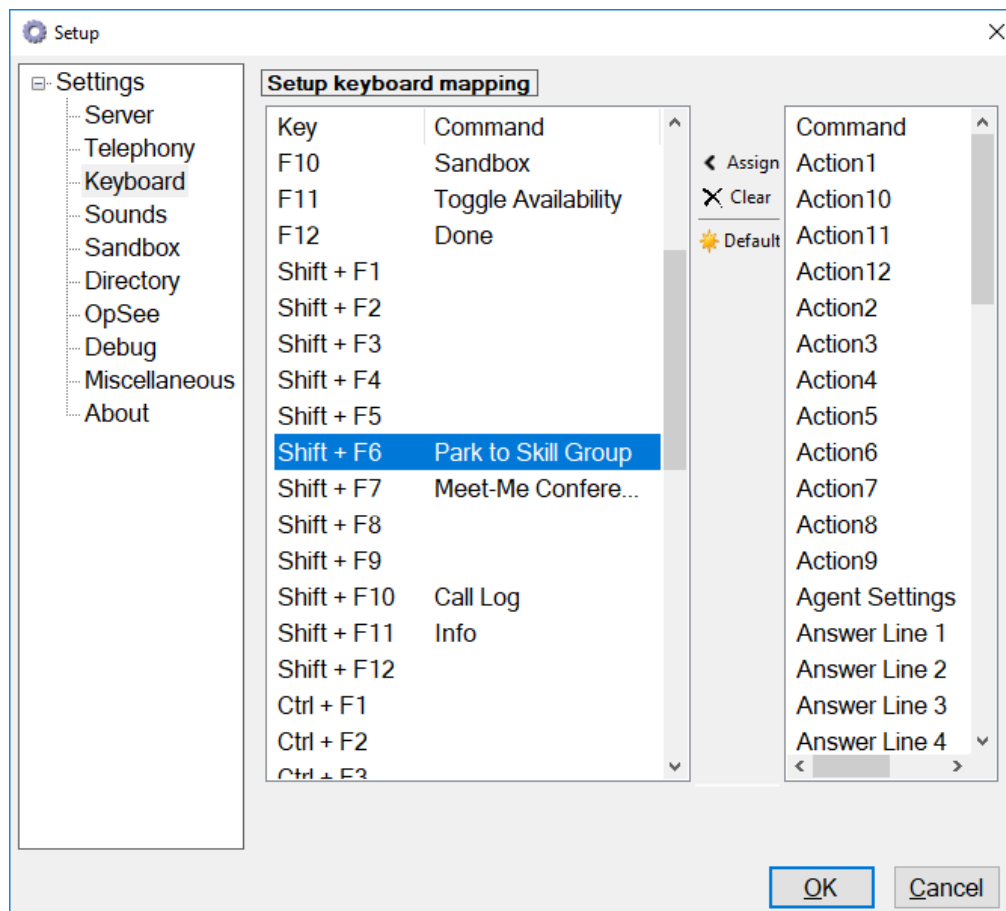 Setup
Settings
Server
Telephony
Keyboard
Sounds
Sandbox
Directory
OpSee
Debug
Miscellaneous
About
Setup keyboard mapping
Key Command
F10 Sandbox
F11 Toggle Availability
F12 Done
Shift + F1
Shift + F2
Shift + F3
Shift + F4
Shift + F5
Shift + F6 Park to Skill Group
Shift + F7 Meet-Me Confere...
Shift + F8
Shift + F9
Shift + F10 Call Log
Shift + F11 Info
Shift + F12
Ctrl + F1
Ctrl + F2
Ctrl + F3
Assign
Clear
Default
Command
Action1
Action10
Action11
Action12
Action2
Action3
Action4
Action5
Action6
Action7
Action8
Action9
Agent Settings
Answer Line 1
Answer Line 2
Answer Line 3
Answer Line 4
OK Cancel